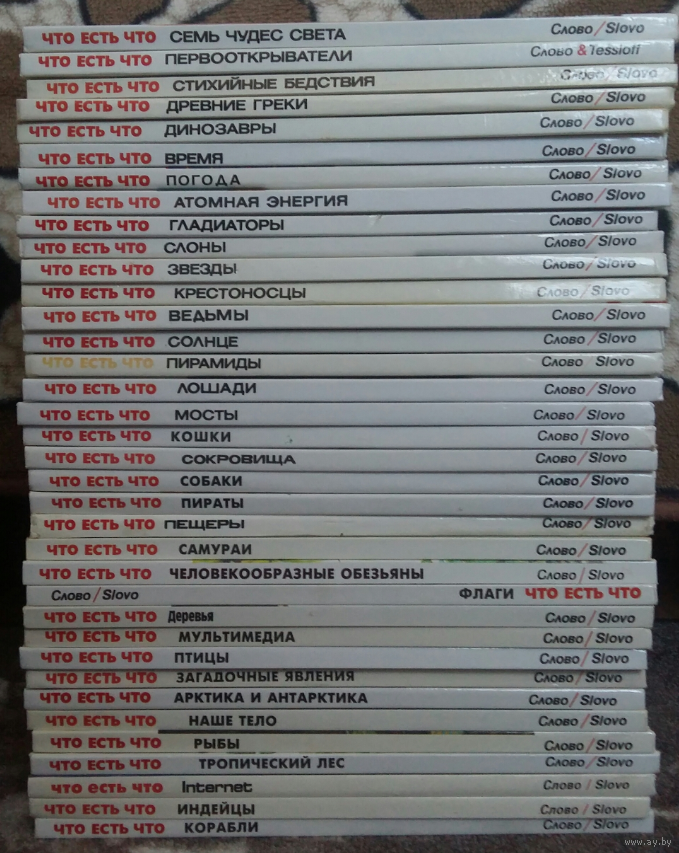 ЧТО ЕСТЬ ЧТО СЕМЬ ЧУДЕС СВЕТА Слово/Slovo
ЧТО ЕСТЬ ЧТО ПЕРВООТКРЫВАТЕЛИ Слово & Tessloff
ЧТО ЕСТЬ ЧТО СТИХИЙНЫЕ БЕДСТВИЯ Слово/Slovo
ЧТО ЕСТЬ ЧТО ДРЕВНИЕ ГРЕКИ Слово/Slovo
ЧТО ЕСТЬ ЧТО ДИНОЗАВРЫ Слово/Slovo
ЧТО ЕСТЬ ЧТО ВРЕМЯ Слово/Slovo
ЧТО ЕСТЬ ЧТО ПОГОДА Слово/Slovo
ЧТО ЕСТЬ ЧТО АТОМНАЯ ЭНЕРГИЯ Слово/Slovo
ЧТО ЕСТЬ ЧТО ГЛАДИАТОРЫ Слово/Slovo
ЧТО ЕСТЬ ЧТО СЛОНЫ Слово/Slovo
ЧТО ЕСТЬ ЧТО ЗВЕЗДЫ Слово/Slovo
ЧТО ЕСТЬ ЧТО КРЕСТОНОСЦЫ Слово/Slovo
ЧТО ЕСТЬ ЧТО ВЕДЬМЫ Слово/Slovo
ЧТО ЕСТЬ ЧТО СОЛНЦЕ Слово/Slovo
ЧТО ЕСТЬ ЧТО ПИРАМИДЫ Слово Slovo
ЧТО ЕСТЬ ЧТО ЛОШАДИ Слово/Slovo
ЧТО ЕСТЬ ЧТО МОСТЫ Слово/Slovo
ЧТО ЕСТЬ ЧТО КОШКИ Слово/Slovo
ЧТО ЕСТЬ ЧТО СОКРОВИЩА Слово/Slovo
ЧТО ЕСТЬ ЧТО СОБАКИ Слово/Slovo
ЧТО ЕСТЬ ЧТО ПИРАТЫ Слово/Slovo
ЧТО ЕСТЬ ЧТО ПЕЩЕРЫ Слово/Slovo
ЧТО ЕСТЬ ЧТО САМУРАИ Слово/Slovo
ЧТО ЕСТЬ ЧТО ЧЕЛОВЕКООБРАЗНЫЕ ОБЕЗЬЯНЫ Слово/Slovo
Слово/Slovo ФЛАГИ ЧТО ЕСТЬ ЧТО
ЧТО ЕСТЬ ЧТО Деревья Слово/Slovo
ЧТО ЕСТЬ ЧТО МУЛЬТИМЕДИА Слово/Slovo
ЧТО ЕСТЬ ЧТО ПТИЦЫ Слово/Slovo
ЧТО ЕСТЬ ЧТО ЗАГАДОЧНЫЕ ЯВЛЕНИЯ Слово/Slovo
ЧТО ЕСТЬ ЧТО АРКТИКА И АНТАРКТИКА Слово/Slovo
ЧТО ЕСТЬ ЧТО НАШЕ ТЕЛО Слово/Slovo
ЧТО ЕСТЬ ЧТО РЫБЫ Слово/Slovo
ЧТО ЕСТЬ ЧТО ТРОПИЧЕСКИЙ ЛЕС Слово/Slovo
ЧТО ЕСТЬ ЧТО Internet Слово/Slovo
ЧТО ЕСТЬ ЧТО ИНДЕЙЦЫ Слово/Slovo
ЧТО ЕСТЬ ЧТО КОРАБЛИ Слово/Slovo
www.ay.by